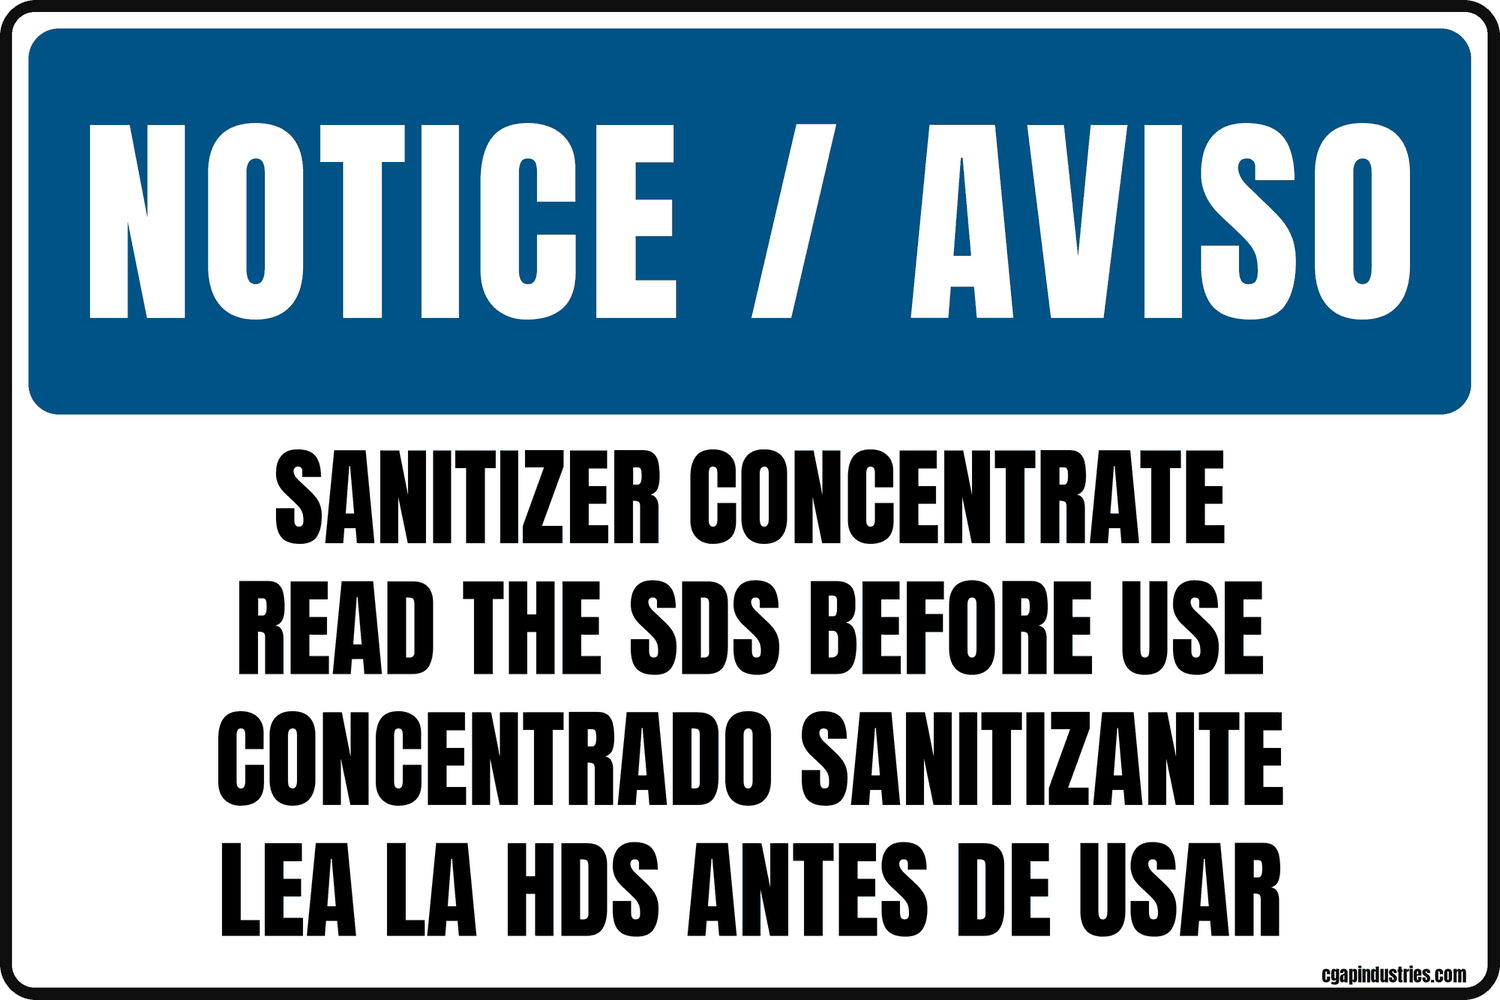 NOTICE / AVISO
SANITIZER CONCENTRATE
READ THE SDS BEFORE USE
CONCENTRADO SANITIZANTE
LEA LA HDS ANTES DE USAR
cgapindustries.com